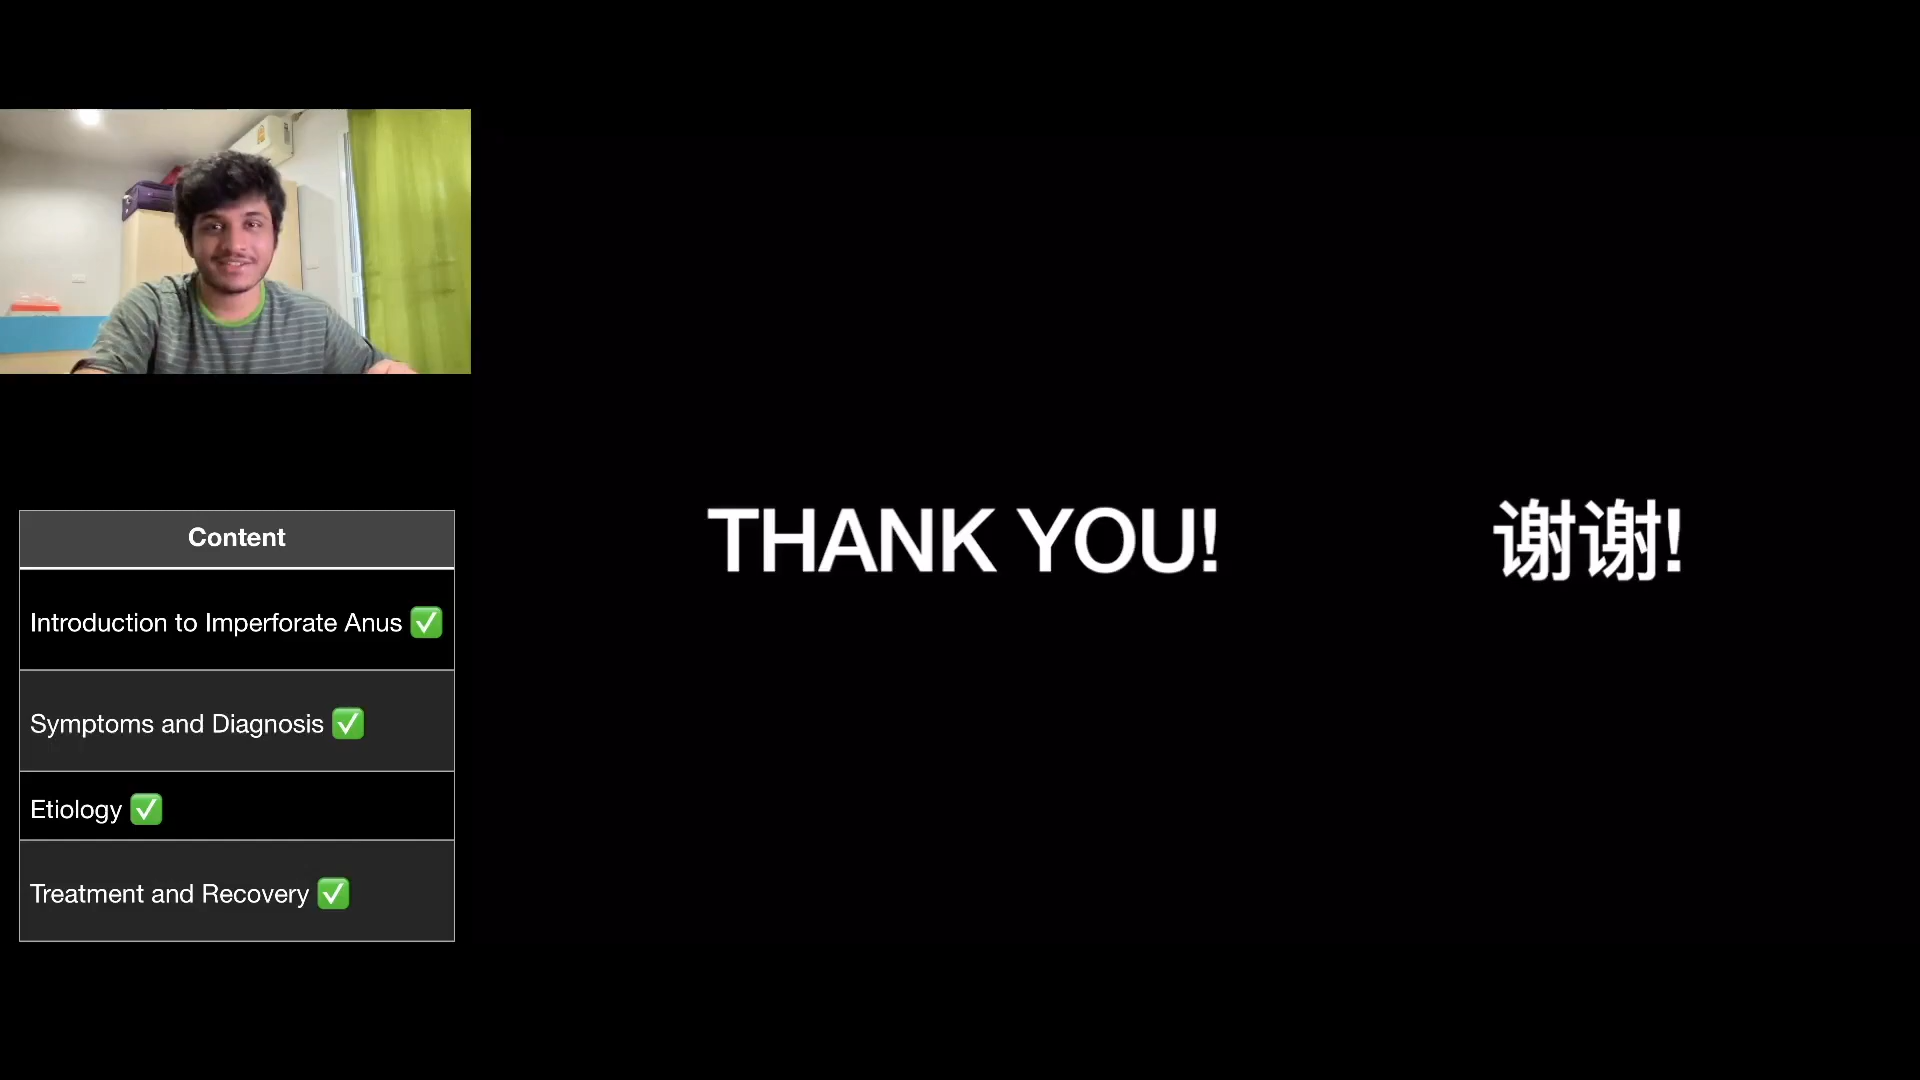 Content
Introduction to Imperforate Anus ✅
Symptoms and Diagnosis ✅
Etiology ✅
Treatment and Recovery ✅
THANK YOU!
谢谢!